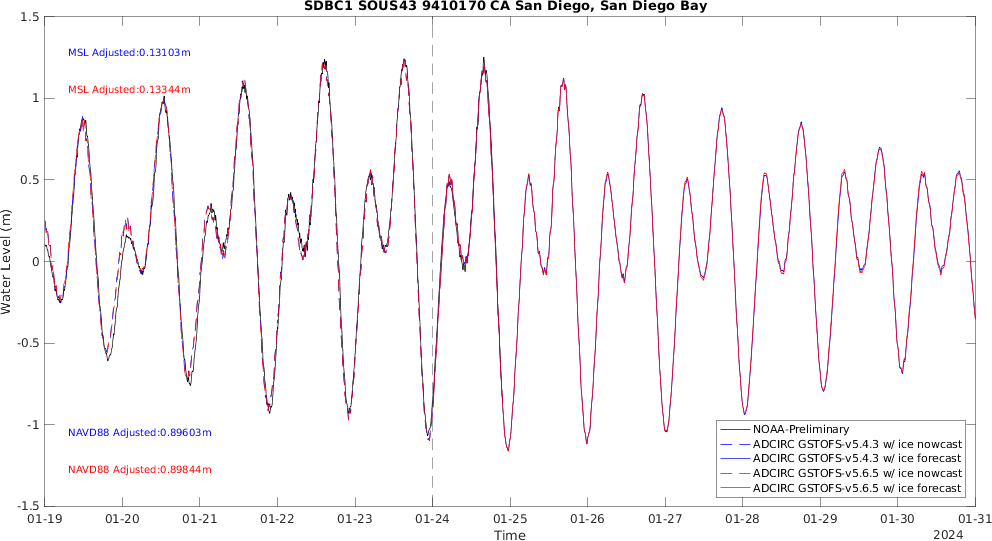 SDBC1 SOUS43 9410170 CA San Diego, San Diego Bay
1.5
1
0.5
0
-0.5
-1
-1.5
Water Level (m)
MSL Adjusted:0.13103m
MSL Adjusted:0.13344m
NAVD88 Adjusted:0.89603m
NAVD88 Adjusted:0.89844m
NOAA-Preliminary
ADCIRC GSTOFS-v5.4.3 w/ ice nowcast
ADCIRC GSTOFS-v5.4.3 w/ ice forecast
ADCIRC GSTOFS-v5.6.5 w/ ice nowcast
ADCIRC GSTOFS-v5.6.5 w/ ice forecast
01-19 01-20 01-21 01-22 01-23 01-24 01-25 01-26 01-27 01-28 01-29 01-30 01-31
Time
2024